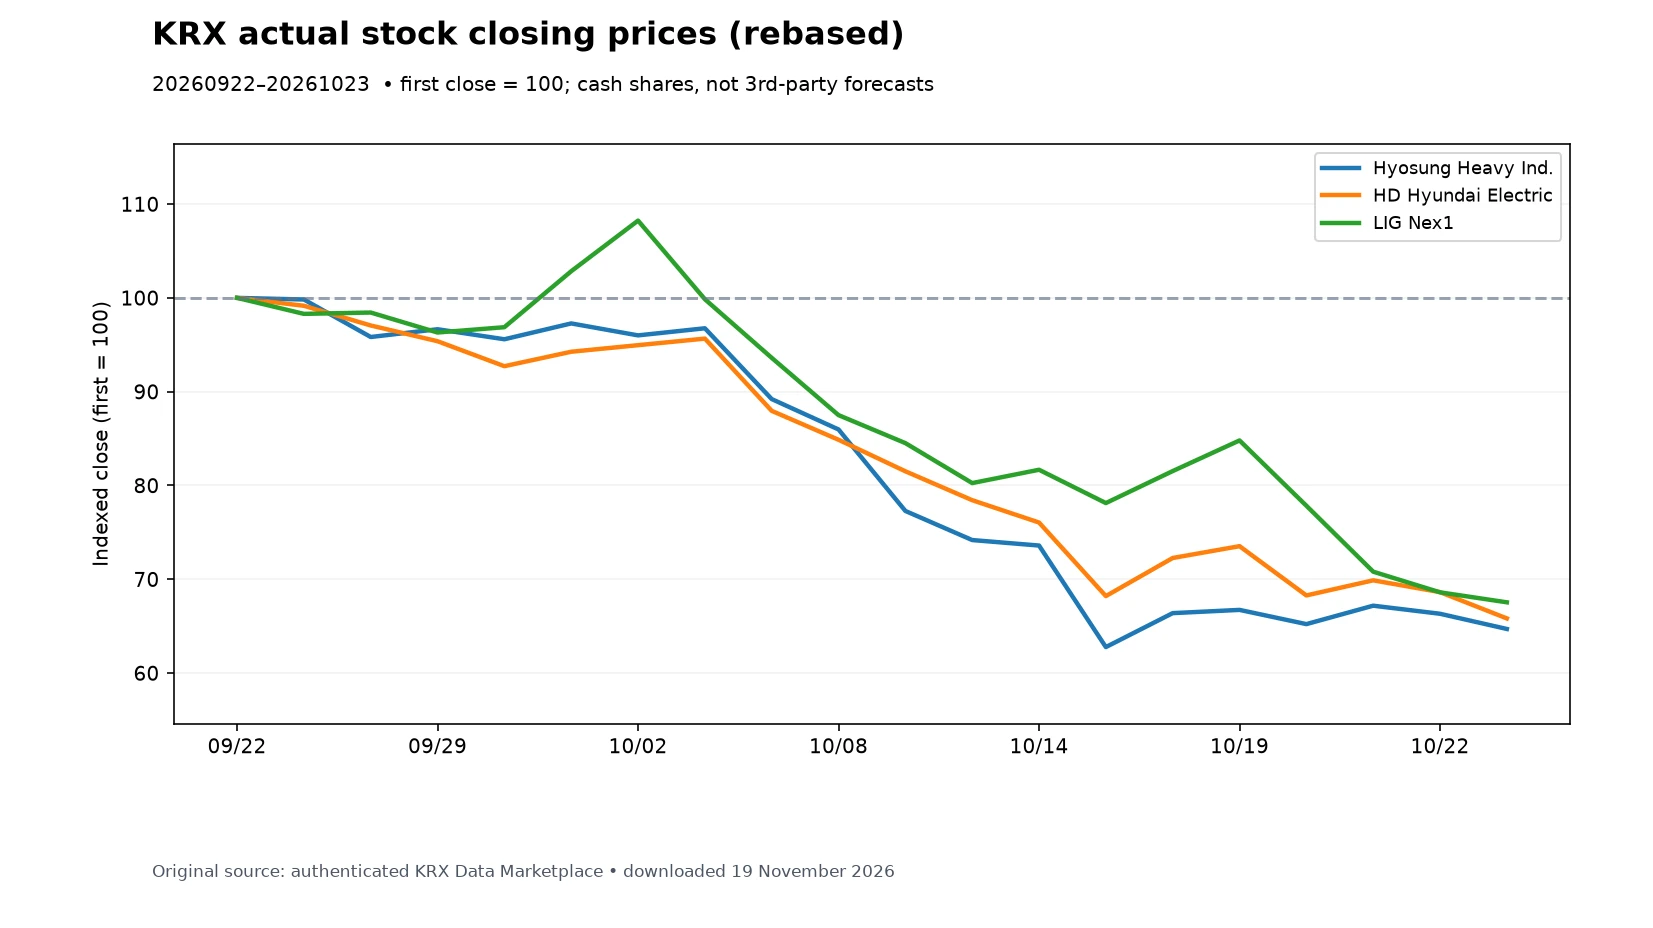 KRX actual stock closing prices (rebased)
20260922–20261023 • first close = 100; cash shares, not 3rd-party forecasts
Hyosung Heavy Ind.
HD Hyundai Electric
LIG Nex1
Indexed close (first = 100)
110
100
90
80
70
60
09/22
09/29
10/02
10/08
10/14
10/19
10/22
Original source: authenticated KRX Data Marketplace • downloaded 19 November 2026